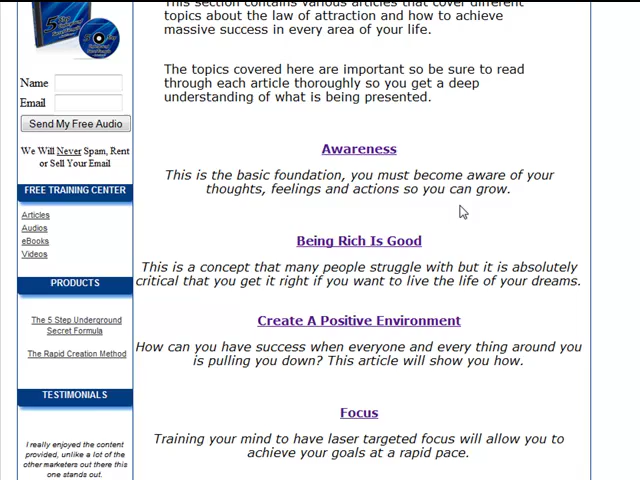 This section contains various articles that cover different
topics about the law of attraction and how to achieve
massive success in every area of your life.
The topics covered here are important so be sure to read
through each article thoroughly so you get a deep
understanding of what is being presented.
Awareness
This is the basic foundation, you must become aware of your
thoughts, feelings and actions so you can grow.
Being Rich Is Good
This is a concept that many people struggle with but it is absolutely
critical that you get it right if you want to live the life of your dreams.
Create A Positive Environment
How can you have success when everyone and every thing around you
is pulling you down? This article will show you how.
Focus
Training your mind to have laser targeted focus will allow you to
achieve your goals at a rapid pace.
5
Name
Email
Send My Free Audio
We Will Never Spam, Rent
or Sell Your Email
FREE TRAINING CENTER
Articles
Audios
eBooks
Videos
PRODUCTS
The 5 Step Underground
Secret Formula
The Rapid Creation Method
TESTIMONIALS
I really enjoyed the content
provided, unlike a lot of the
other marketers out there this
one stands out.